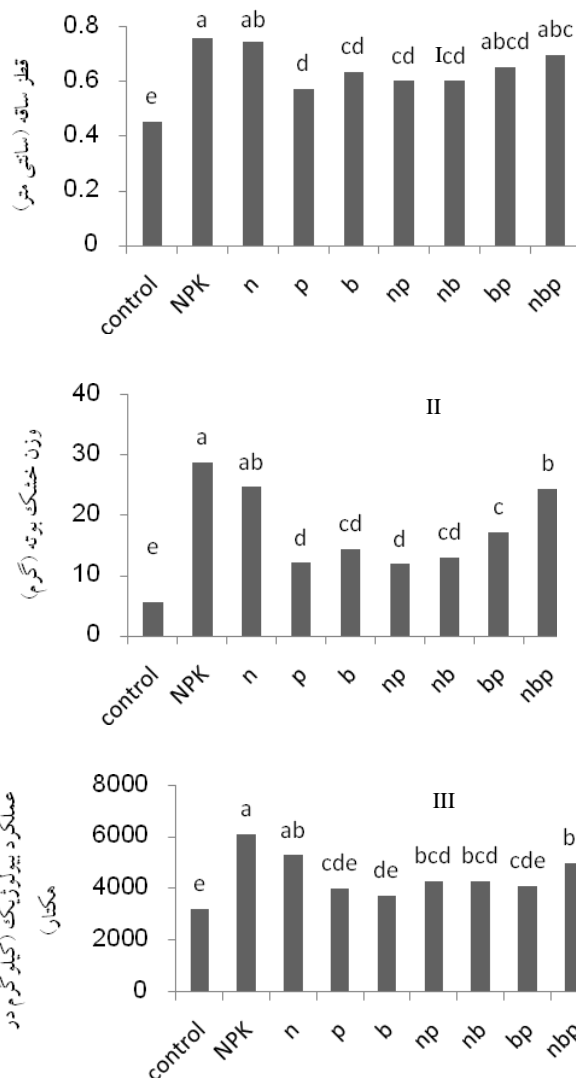 قطر ساقه (سانتی متر)
0.8
0.6
0.4
0.2
0
e a ab d cd cd Icd abcd abc
control NPK n p b np nb bp nbp
وزن خشک بوته (گرم)
40
30
20
10
0
II
e a ab d cd d cd c b
control NPK n p b np nb bp nbp
عملکرد بیولوژیک (کیلو گرم در
هکتار)
8000
6000
4000
2000
0
III
e a ab cde de bcd bcd cde b
control NPK n p b np nb bp nbp